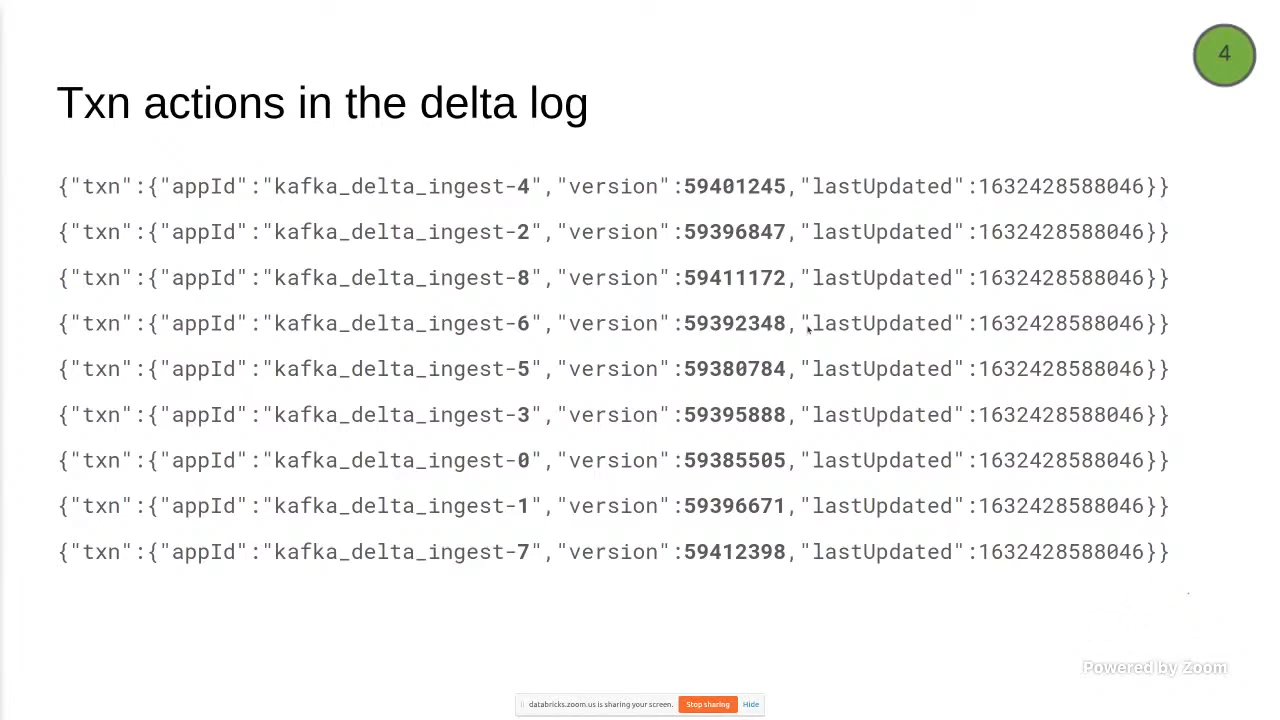 4
Txn actions in the delta log
{"txn":{"appId":"kafka_delta_ingest-4","version":59401245,"lastUpdated":1632428588046}}
{"txn":{"appId":"kafka_delta_ingest-2","version":59396847,"lastUpdated":1632428588046}}
{"txn":{"appId":"kafka_delta_ingest-8","version":59411172,"lastUpdated":1632428588046}}
{"txn":{"appId":"kafka_delta_ingest-6","version":59392348,"lastUpdated":1632428588046}}
{"txn":{"appId":"kafka_delta_ingest-5","version":59380784,"lastUpdated":1632428588046}}
{"txn":{"appId":"kafka_delta_ingest-3","version":59395888,"lastUpdated":1632428588046}}
{"txn":{"appId":"kafka_delta_ingest-0","version":59385505,"lastUpdated":1632428588046}}
{"txn":{"appId":"kafka_delta_ingest-1","version":59396671,"lastUpdated":1632428588046}}
{"txn":{"appId":"kafka_delta_ingest-7","version":59412398,"lastUpdated":1632428588046}}
Powered by Zoom
databricks.zoom.us is sharing your screen. Stop sharing Hide